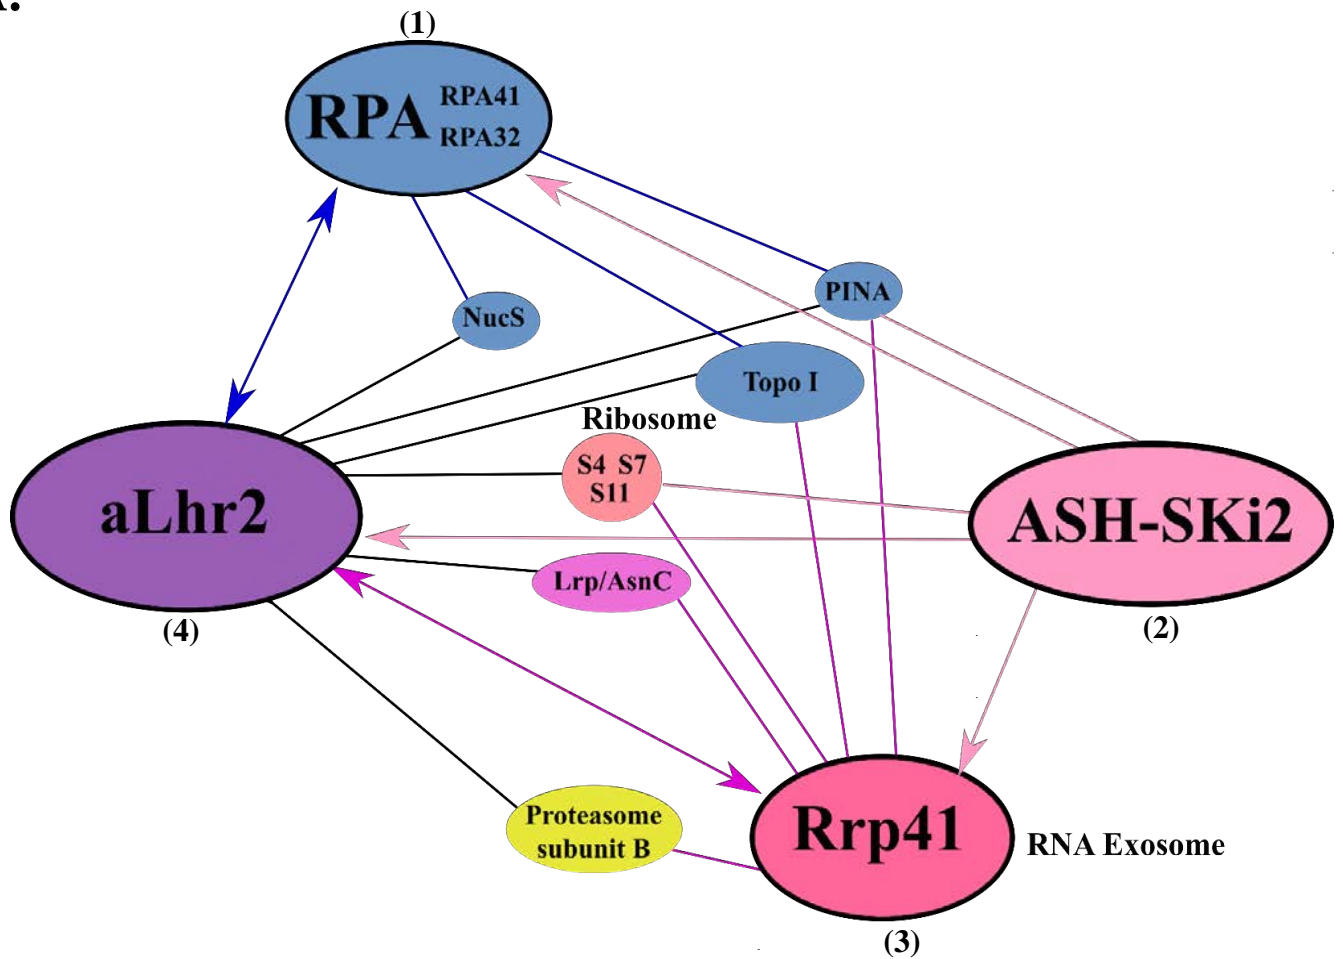 (1)
RPA
RPA41
RPA32
PINA
NucS
Topo I
Ribosome
S4 S7
S11
aLhr2
ASH-SKi2
Lrp/AsnC
(4)
(2)
Proteasome
subunit B
Rrp41
RNA Exosome
(3)